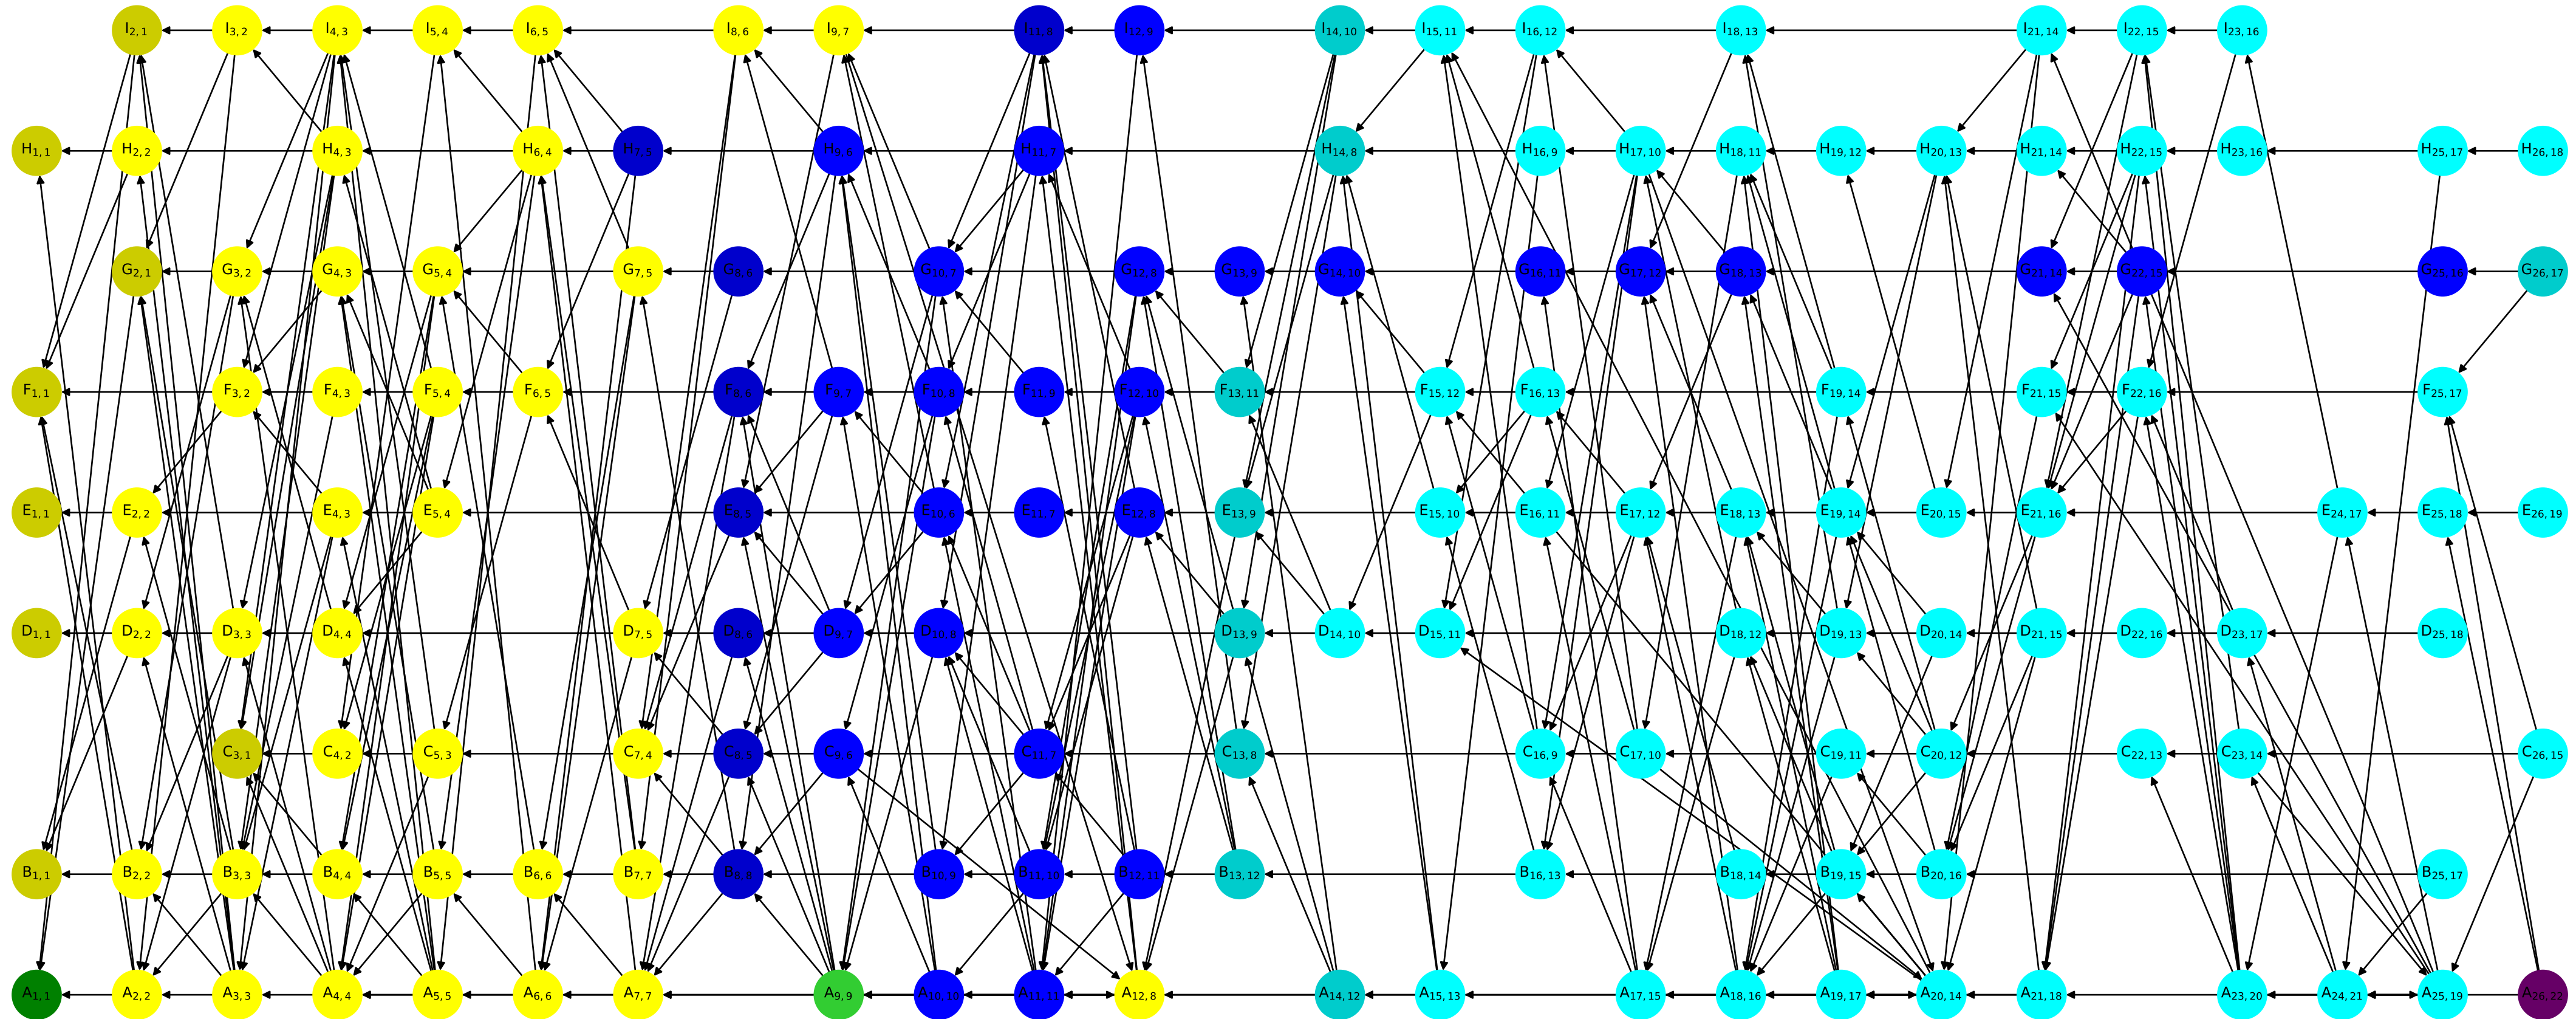 I2,1 I3,2 I4,3 I5,4 I6,5 I8,6 I9,7 I11,8 I12,9 I14,10 I15,11 I16,12 I18,13 I21,14 I22,15 I23,16
H1,1 H2,2 H4,3 H6,4 H7,5 H9,6 H11,7 H14,8 H16,9 H17,10 H18,11 H19,12 H20,13 H21,14 H22,15 H23,16 H25,17 H26,18
G2,1 G3,2 G4,3 G5,4 G7,5 G8,6 G10,7 G12,8 G13,9 G14,10 G16,11 G17,12 G18,13 G21,14 G22,15 G25,16 G26,17
F1,1 F3,2 F4,3 F5,4 F6,5 F8,6 F9,7 F10,8 F11,9 F12,10 F13,11 F15,12 F16,13 F19,14 F21,15 F22,16 F25,17
E1,1 E2,2 E4,3 E5,4 E8,5 E10,6 E11,7 E12,8 E13,9 E15,10 E16,11 E17,12 E18,13 E19,14 E20,15 E21,16 E24,17 E25,18 E26,19
D1,1 D2,2 D3,3 D4,4 D7,5 D8,6 D9,7 D10,8 D13,9 D14,10 D15,11 D18,12 D19,13 D20,14 D21,15 D22,16 D23,17 D25,18
C3,1 C4,2 C5,3 C7,4 C8,5 C9,6 C11,7 C13,8 C16,9 C17,10 C19,11 C20,12 C22,13 C23,14 C26,15
B1,1 B2,2 B3,3 B4,4 B5,5 B6,6 B7,7 B8,8 B10,9 B11,10 B12,11 B13,12 B16,13 B18,14 B19,15 B20,16 B25,17
A1,1 A2,2 A3,3 A4,4 A5,5 A6,6 A7,7 A9,9 A10,10 A11,11 A12,8 A14,12 A15,13 A17,15 A18,16 A19,17 A20,14 A21,18 A23,20 A24,21 A25,19 A26,22